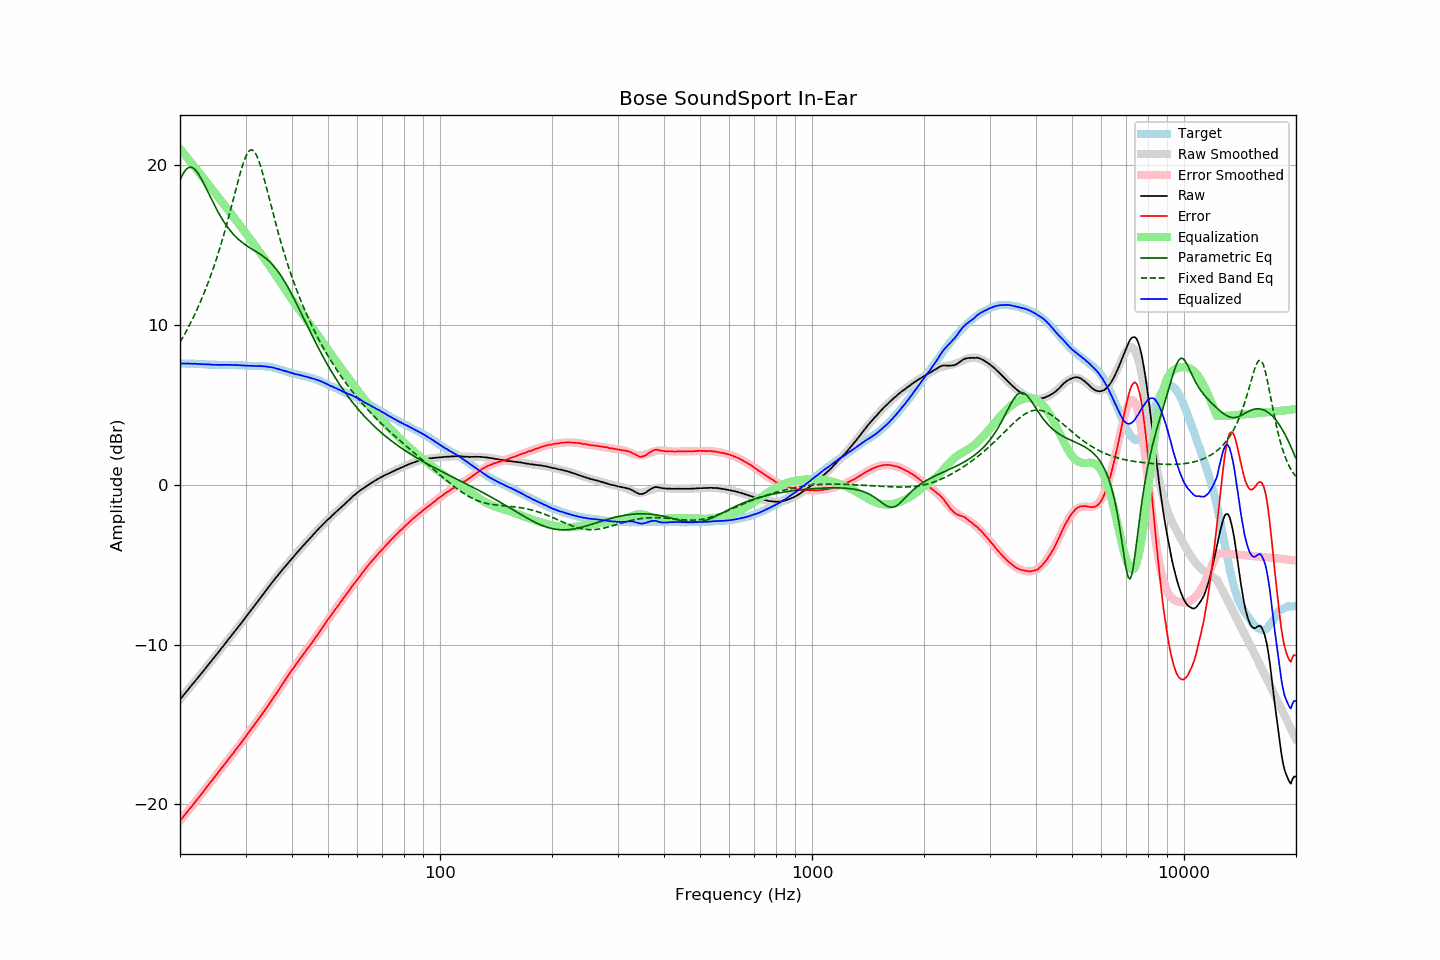 Bose SoundSport In-Ear
Target
Raw Smoothed
Error Smoothed
Raw
Error
Equalization
Parametric Eq
Fixed Band Eq
Equalized
20
10
0
−10
−20
Amplitude (dBr)
100
1000
10000
Frequency (Hz)